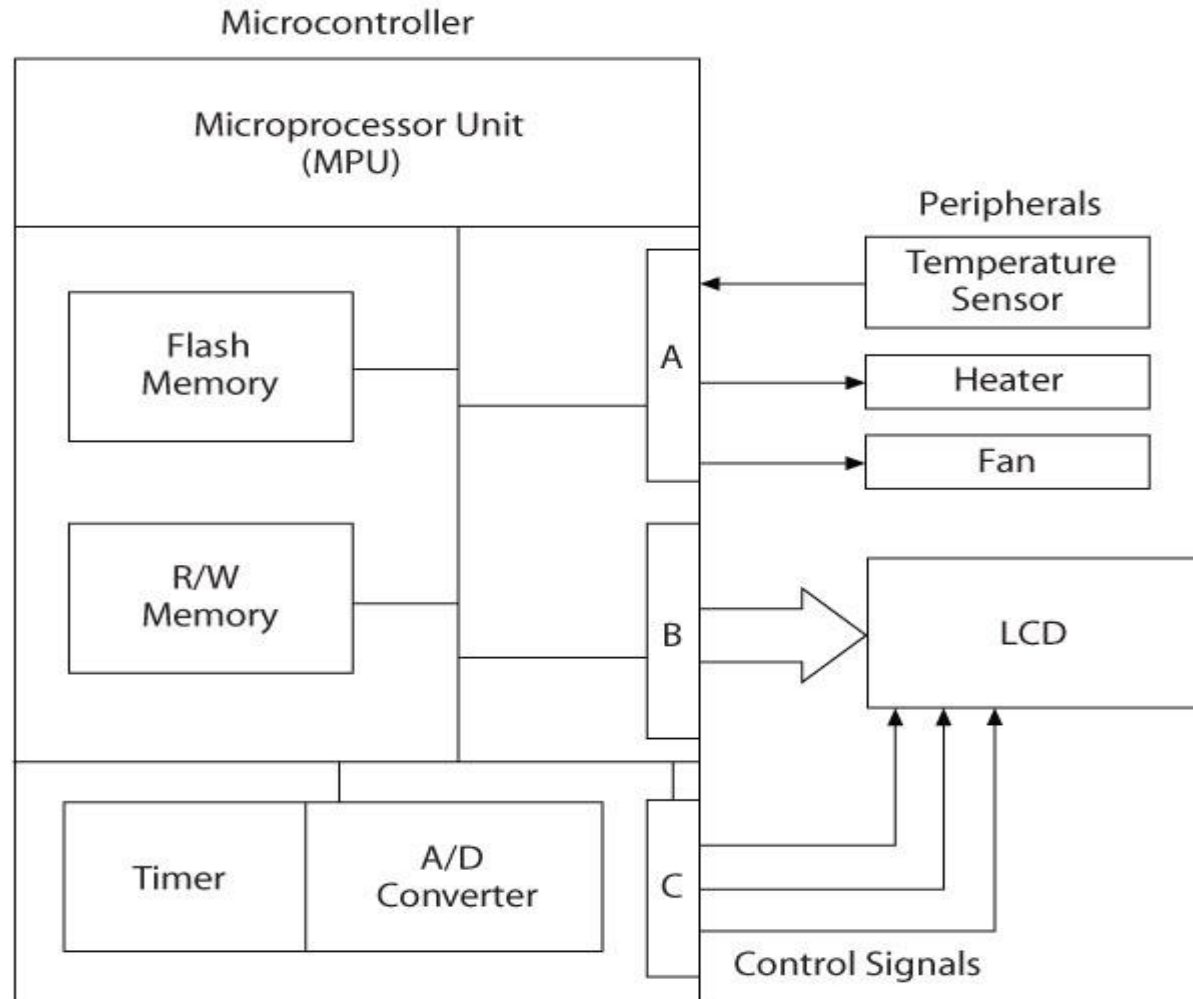 Microcontroller
Microprocessor Unit
(MPU)
Peripherals
Temperature
Sensor
Flash
Memory
A
Heater
Fan
R/W
Memory
B
LCD
Timer
A/D
Converter
C
Control Signals